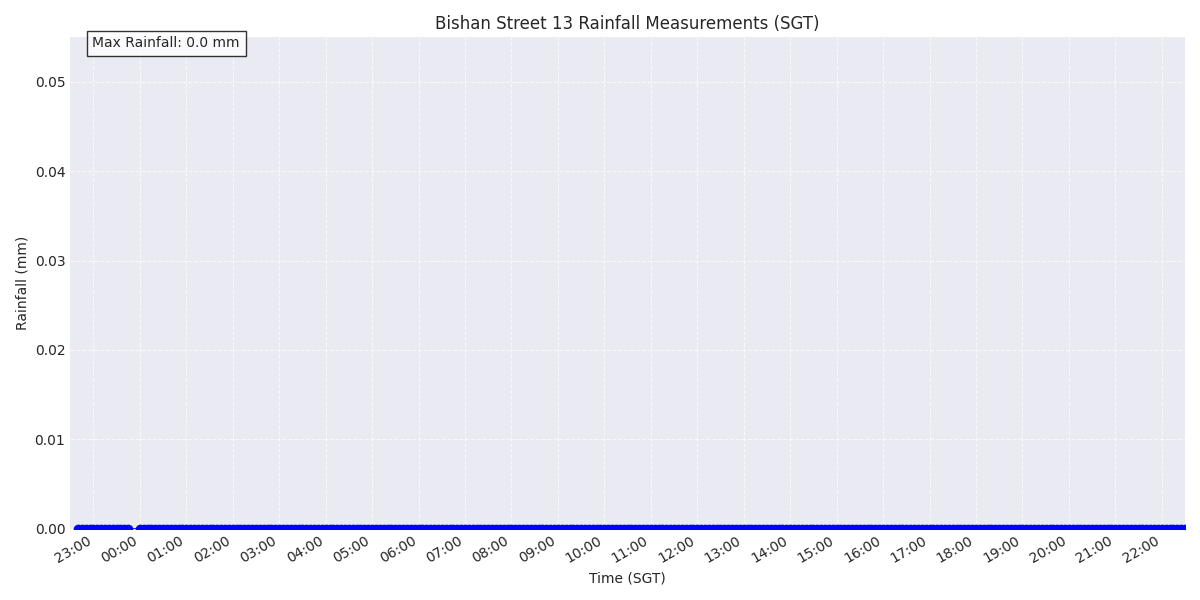 Bishan Street 13 Rainfall Measurements (SGT)
Max Rainfall: 0.0 mm
Rainfall (mm)
0.05
0.04
0.03
0.02
0.01
0.00
23:00 00:00 01:00 02:00 03:00 04:00 05:00 06:00 07:00 08:00 09:00 10:00 11:00 12:00 13:00 14:00 15:00 16:00 17:00 18:00 19:00 20:00 21:00 22:00
Time (SGT)